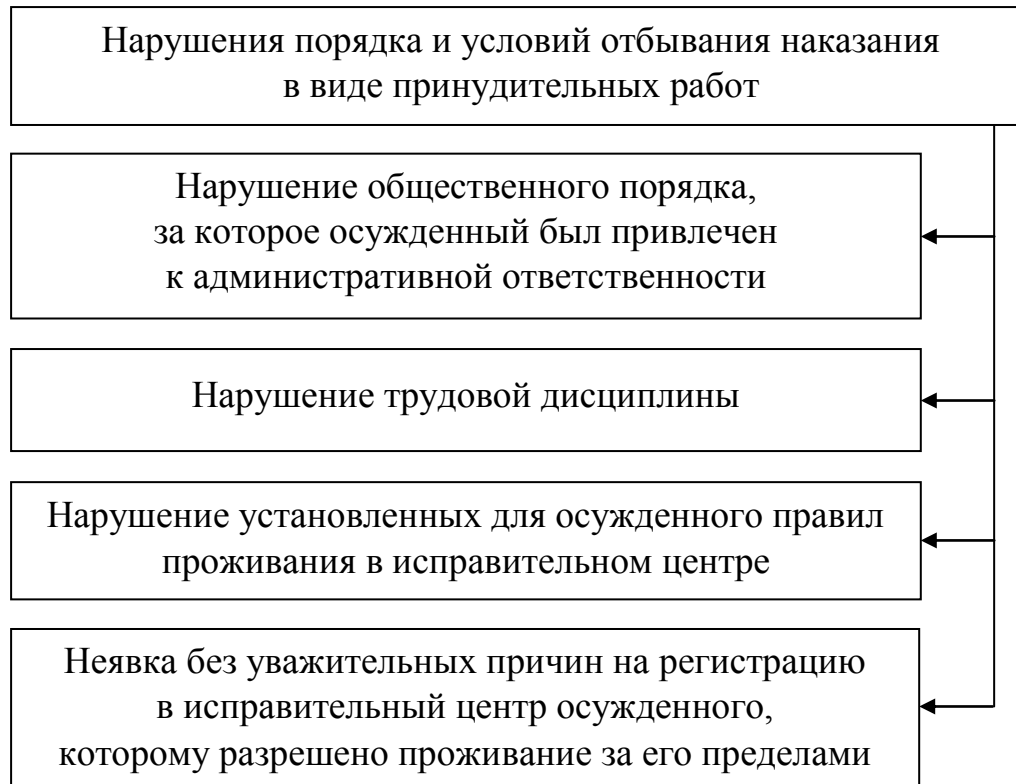 Нарушения порядка и условий отбывания наказания
в виде принудительных работ
Нарушение общественного порядка,
за которое осужденный был привлечен
к административной ответственности
Нарушение трудовой дисциплины
Нарушение установленных для осужденного правил
проживания в исправительном центре
Неявка без уважительных причин на регистрацию
в исправительный центр осужденного,
которому разрешено проживание за его пределами